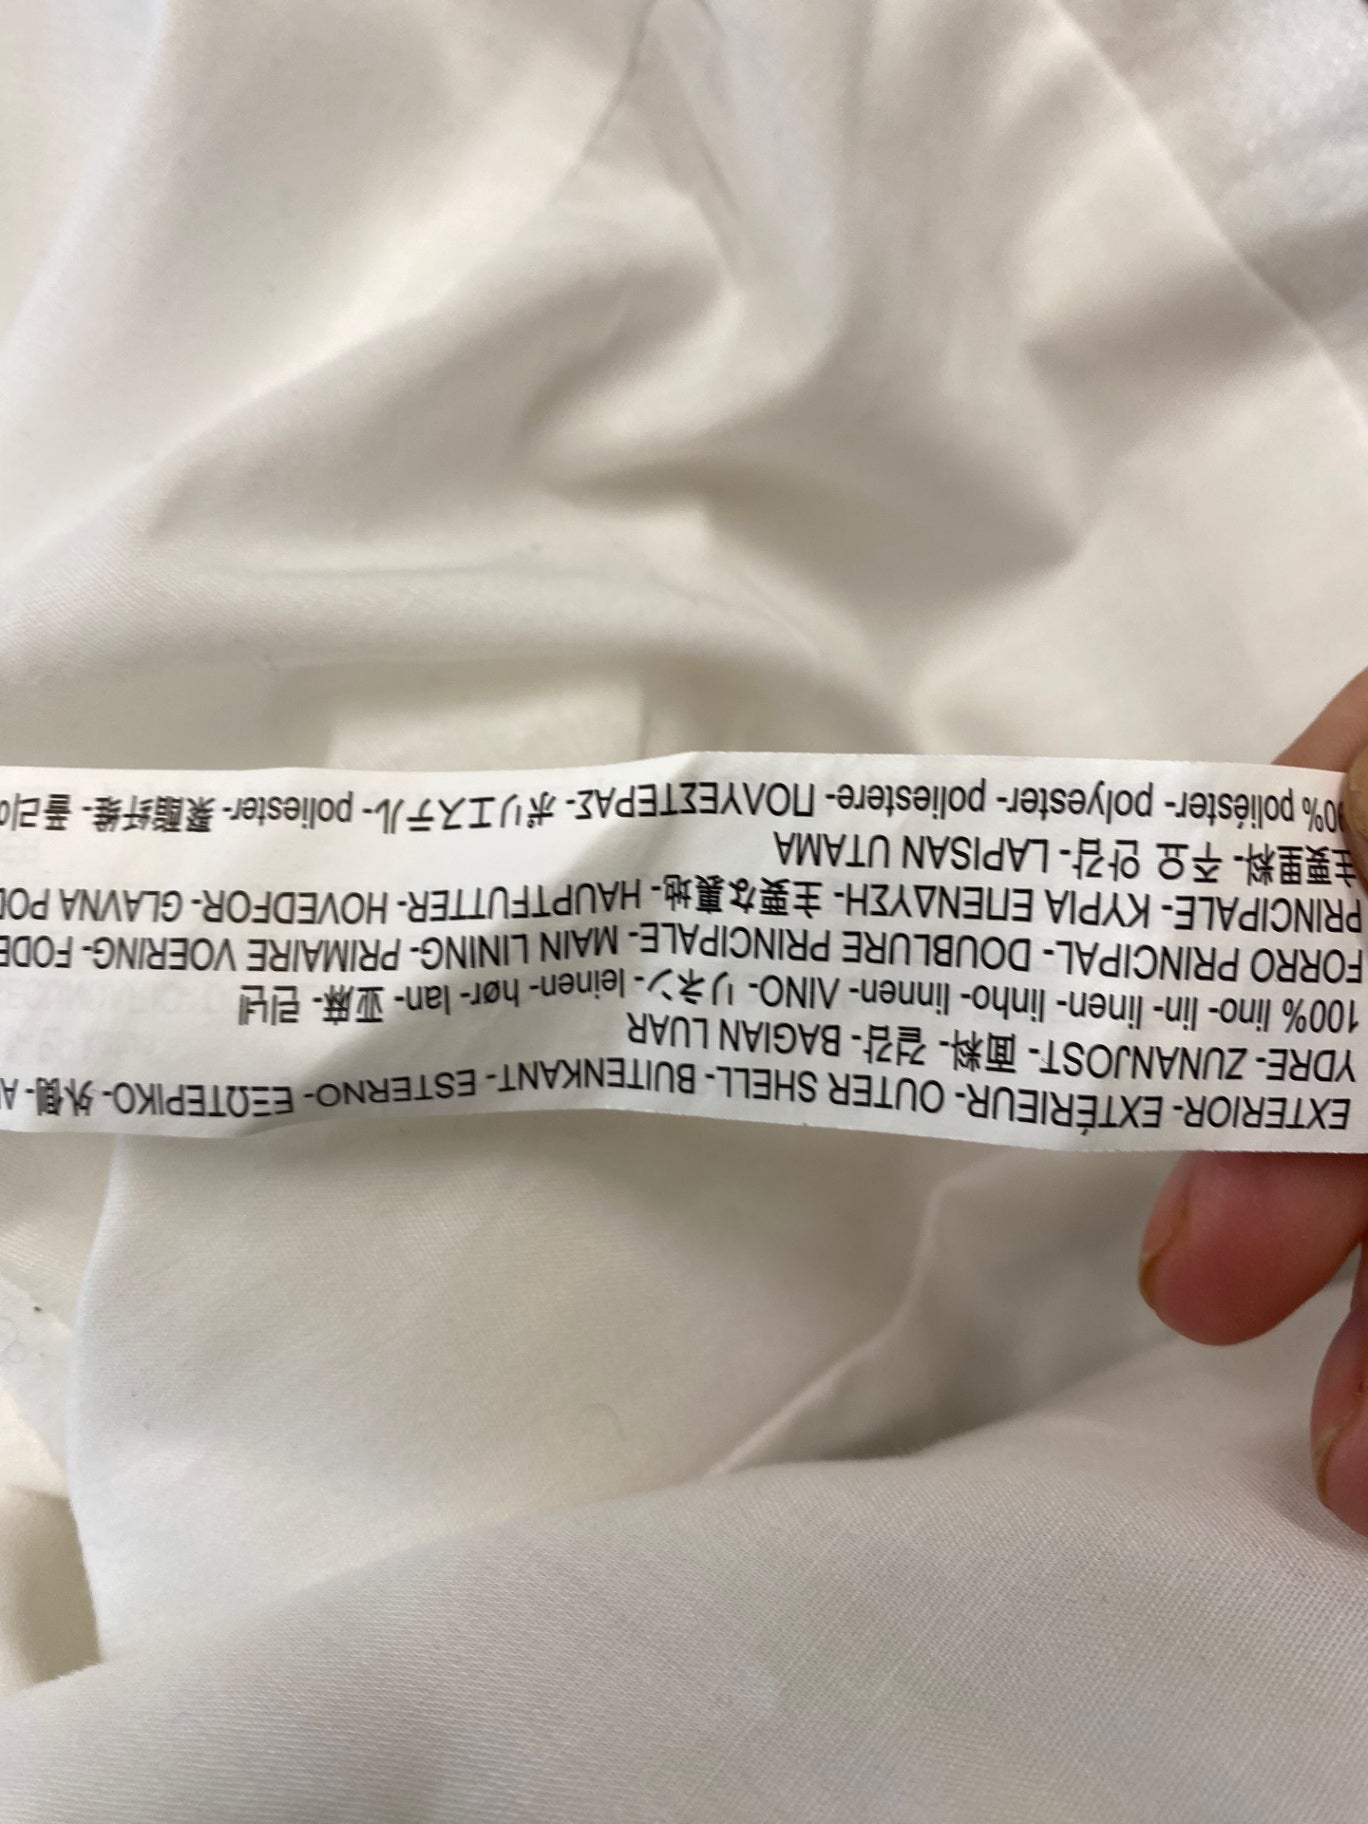 EXTERIOR- EXTÉRIEUR- OUTER SHELL- BUITENKANT- ESTERNO- ΕΞΩΤΕΡΙΚΟ- 外側-
YDRE- ZUNANJOST- 面料- 겉감- BAGIAN LUAR
100% lino- lin- linen- linho- linnen- ΛΙΝΟ- リネン- leinen- hør- lan- 亚麻- 린넨
FORRO PRINCIPAL- DOUBLURE PRINCIPALE- MAIN LINING- PRIMAIRE VOERING-
PRINCIPALE- ΚΥΡΙΑ ΕΠΕΝΔΥΣΗ- 主要な裏地- HAUPTFUTTER- HOVEDFOR- GLAVNA
主要里料- 주요 안감- LAPISAN UTAMA
poliéster- polyester- poliestere- ΠΟΛΥΕΣΤΕΡΑΣ- ポリエステル- poliester- 聚酯纤维-